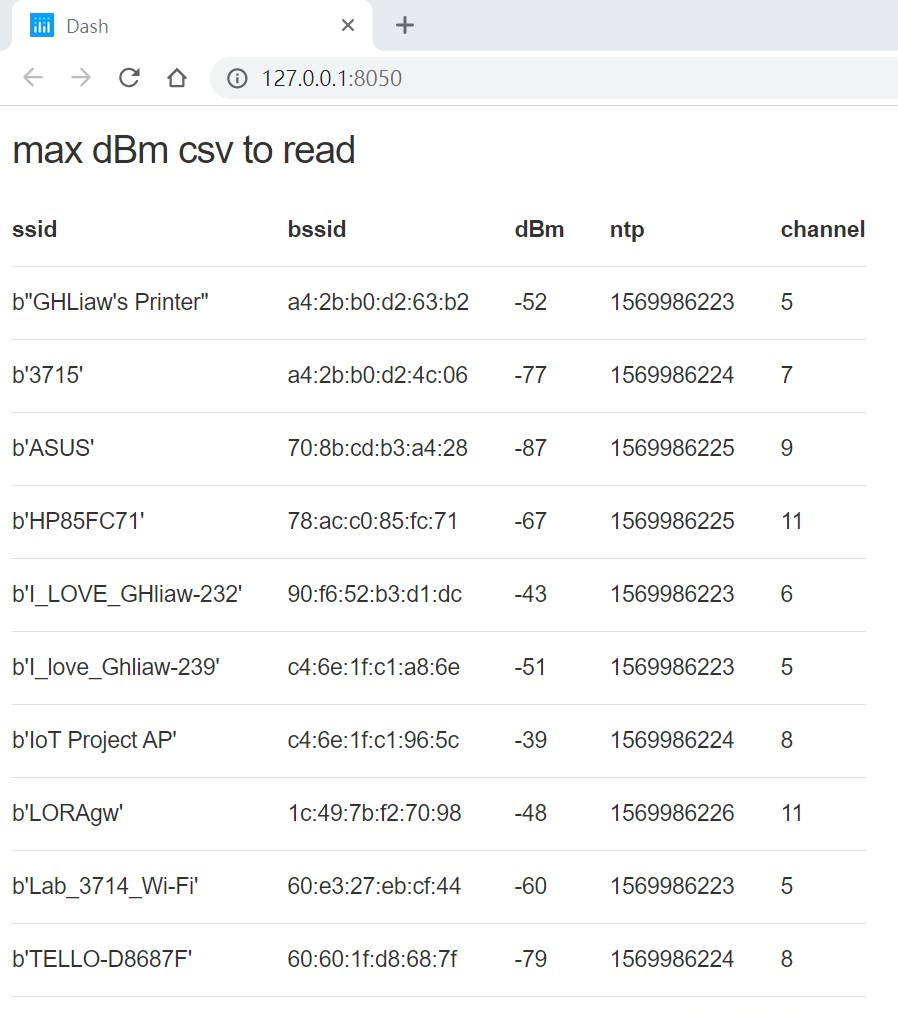 Dash
127.0.0.1:8050
max dBm csv to read
ssid bssid dBm ntp channel
b"GHLiaw's Printer" a4:2b:b0:d2:63:b2 -52 1569986223 5
b'3715' a4:2b:b0:d2:4c:06 -77 1569986224 7
b'ASUS' 70:8b:cd:b3:a4:28 -87 1569986225 9
b'HP85FC71' 78:ac:c0:85:fc:71 -67 1569986225 11
b'I_LOVE_GHliaw-232' 90:f6:52:b3:d1:dc -43 1569986223 6
b'I_love_Ghliaw-239' c4:6e:1f:c1:a8:6e -51 1569986223 5
b'IoT Project AP' c4:6e:1f:c1:96:5c -39 1569986224 8
b'LORAgw' 1c:49:7b:f2:70:98 -48 1569986226 11
b'Lab_3714_Wi-Fi' 60:e3:27:eb:cf:44 -60 1569986223 5
b'TELLO-D8687F' 60:60:1f:d8:68:7f -79 1569986224 8